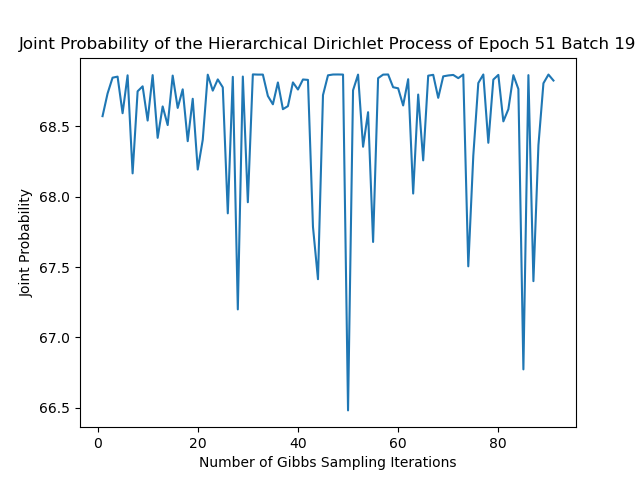 Joint Probability of the Hierarchical Dirichlet Process of Epoch 51 Batch 19
68.5
68.0
67.5
67.0
66.5
Joint Probability
0 20 40 60 80
Number of Gibbs Sampling Iterations